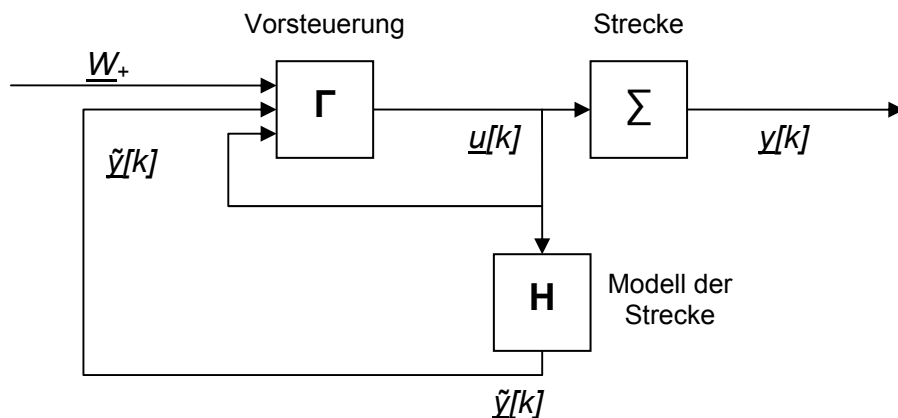 Vorsteuerung
Strecke
W₊
Γ
∑
ỹ[k]
u[k]
y[k]
H
Modell der
Strecke
ỹ[k]